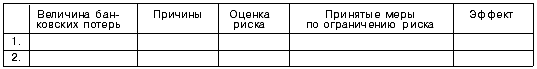 Величина бан-
ковских потерь
Причины
Оценка
риска
Принятые меры
по ограничению риска
Эффект
1.
2.